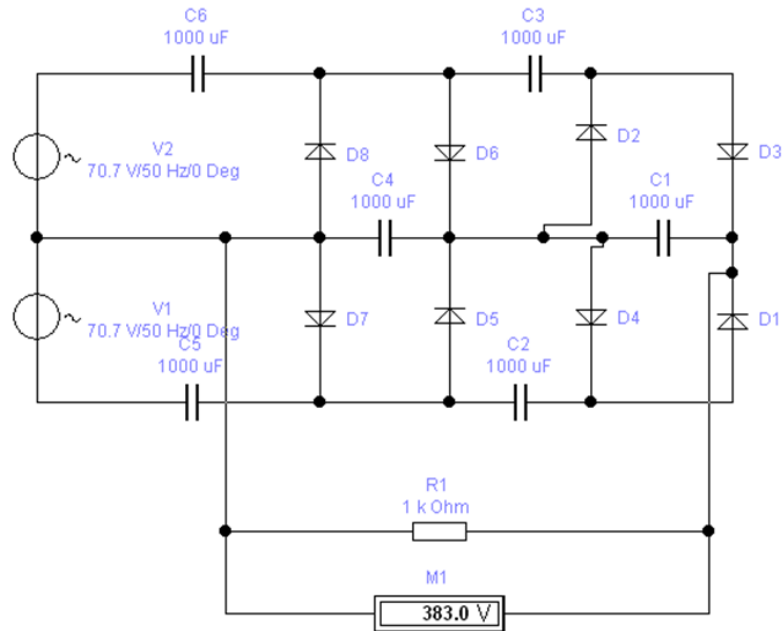 C6
1000 uF
C3
1000 uF
V2
70.7 V/50 Hz/0 Deg
D8
D6
D2
D3
C4
1000 uF
C1
1000 uF
V1
70.7 V/50 Hz/0 Deg
D7
D5
D4
D1
C5
1000 uF
C2
1000 uF
R1
1 k Ohm
M1
383.0 V